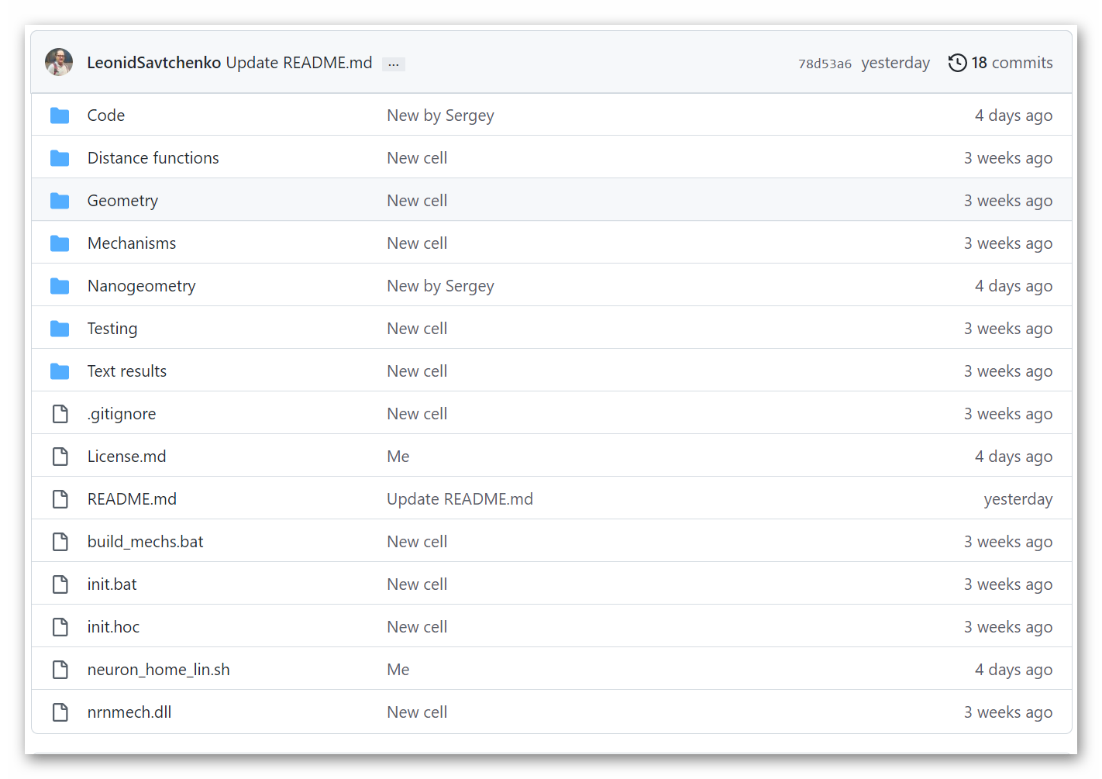 LeonidSavtchenko Update README.md ... 78d53a6 yesterday 18 commits
Code New by Sergey 4 days ago
Distance functions New cell 3 weeks ago
Geometry New cell 3 weeks ago
Mechanisms New cell 3 weeks ago
Nanogeometry New by Sergey 4 days ago
Testing New cell 3 weeks ago
Text results New cell 3 weeks ago
.gitignore New cell 3 weeks ago
License.md Me 4 days ago
README.md Update README.md yesterday
build_mechs.bat New cell 3 weeks ago
init.bat New cell 3 weeks ago
init.hoc New cell 3 weeks ago
neuron_home_lin.sh Me 4 days ago
nrnmech.dll New cell 3 weeks ago